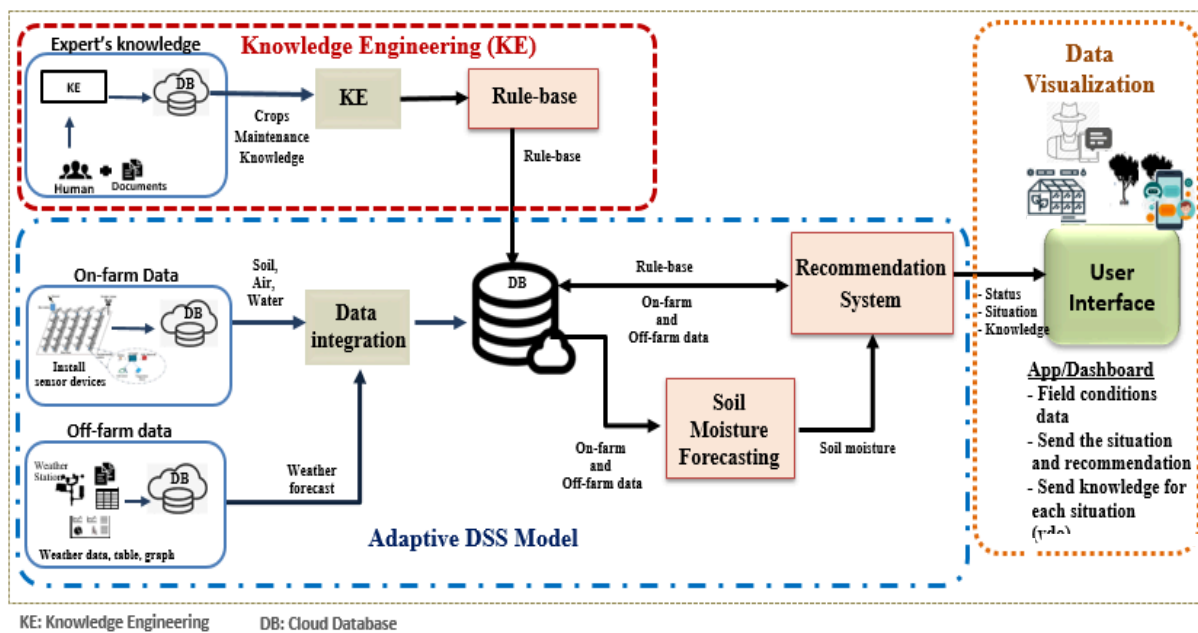 Expert's knowledge
Knowledge Engineering (KE)
KE
DB
Human
Documents
Crops
Maintenance
Knowledge
KE
Rule-base
Rule-base
On-farm Data
DB
Install
sensor devices
Soil,
Air,
Water
Data
integration
Off-farm data
Weather
Station
DB
Weather data, table, graph
Weather
forecast
DB
Rule-base
On-farm
and
Off-farm data
On-farm
and
Off-farm data
Soil
Moisture
Forecasting
Soil moisture
Recommendation
System
Adaptive DSS Model
Data
Visualization
- Status
- Situation
- Knowledge
User
Interface
App/Dashboard
- Field conditions
data
- Send the situation
and recommendation
- Send knowledge for
each situation
(vdo)
KE: Knowledge Engineering
DB: Cloud Database